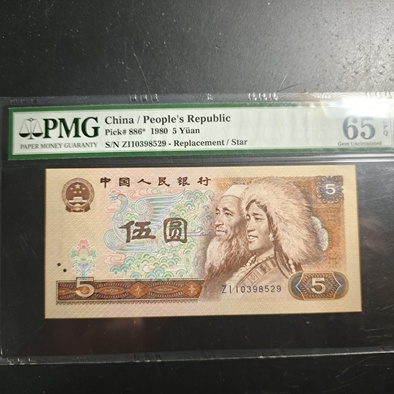 PMG
PAPER MONEY GUARANTY
China / People's Republic
Pick# 886* 1980 5 Yüan
S/N ZI10398529 - Replacement / Star
65 EPQ
Gem Uncirculated
中国人民银行
5
伍圆
5
ZI10398529
5